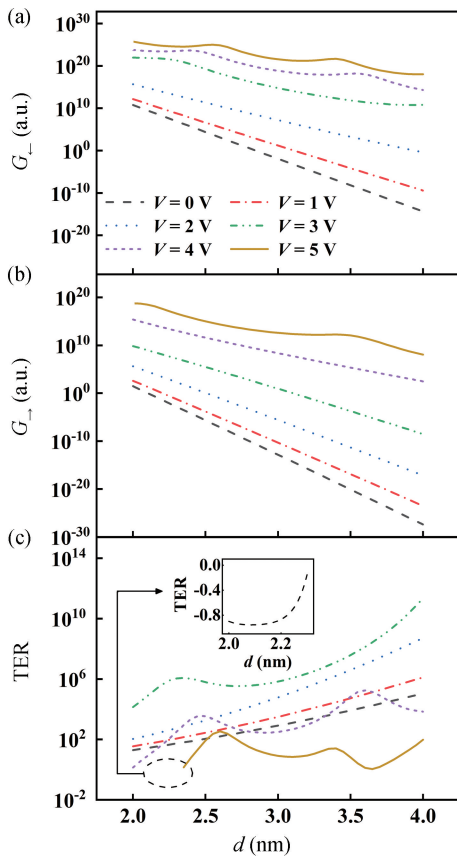 (a)
10^30
10^20
10^10
10^0
10^-10
10^-20
G← (a.u.)
V = 0 V
V = 1 V
V = 2 V
V = 3 V
V = 4 V
V = 5 V
(b)
10^20
10^10
10^0
10^-10
10^-20
10^-30
G→ (a.u.)
(c)
10^14
10^10
10^6
10^2
10^-2
TER
0.0
-0.4
-0.8
TER
2.0
2.2
d (nm)
2.0
2.5
3.0
3.5
4.0
d (nm)